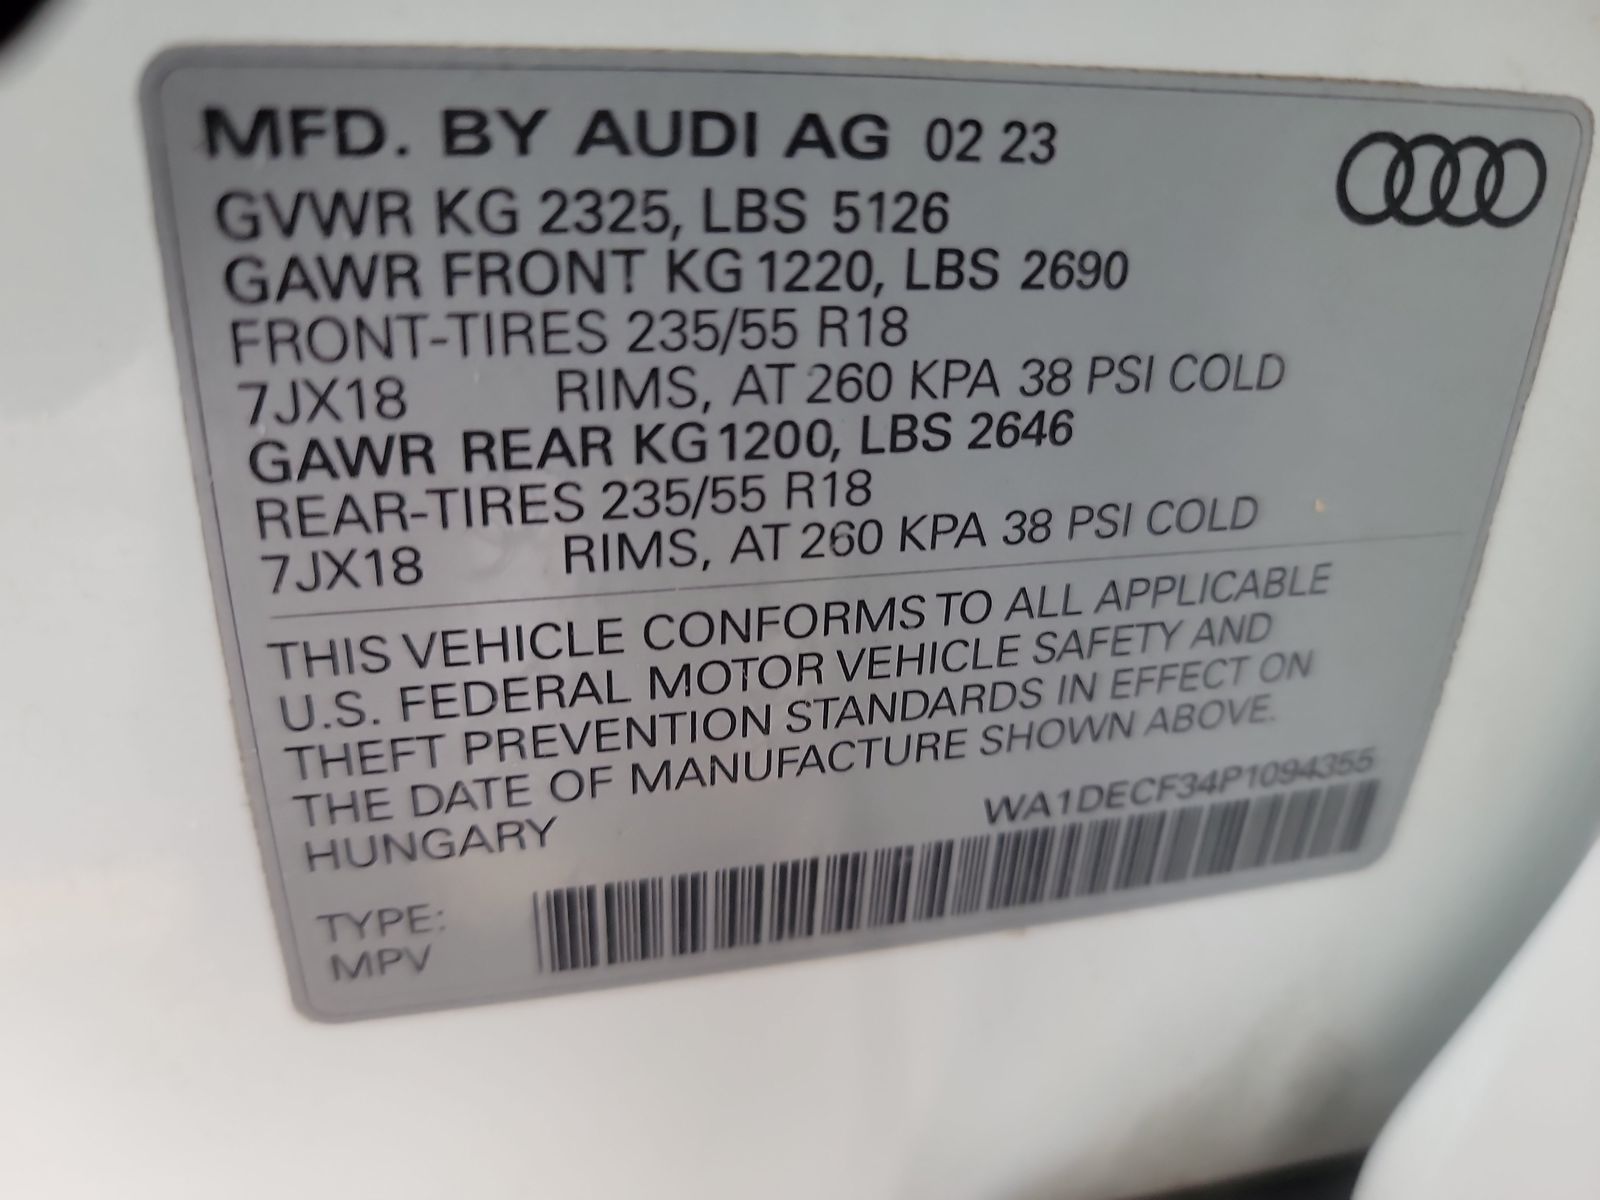 MFD. BY AUDI AG 02 23
GVWR KG 2325, LBS 5126
GAWR FRONT KG 1220, LBS 2690
FRONT-TIRES 235/55 R18
7JX18 RIMS, AT 260 KPA 38 PSI COLD
GAWR REAR KG 1200, LBS 2646
REAR-TIRES 235/55 R18
7JX18 RIMS, AT 260 KPA 38 PSI COLD
THIS VEHICLE CONFORMS TO ALL APPLICABLE
U.S. FEDERAL MOTOR VEHICLE SAFETY AND
THEFT PREVENTION STANDARDS IN EFFECT ON
THE DATE OF MANUFACTURE SHOWN ABOVE.
HUNGARY WA1DECF34P1094355
TYPE:
MPV